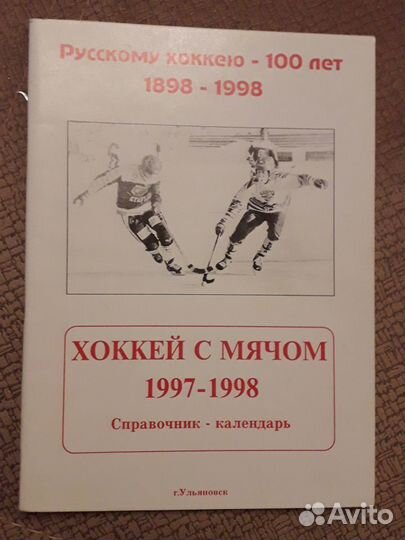 Русскому хоккею - 100 лет
1898 - 1998
ХОККЕЙ С МЯЧОМ
1997-1998
Справочник - календарь
г.Ульяновск
Avito